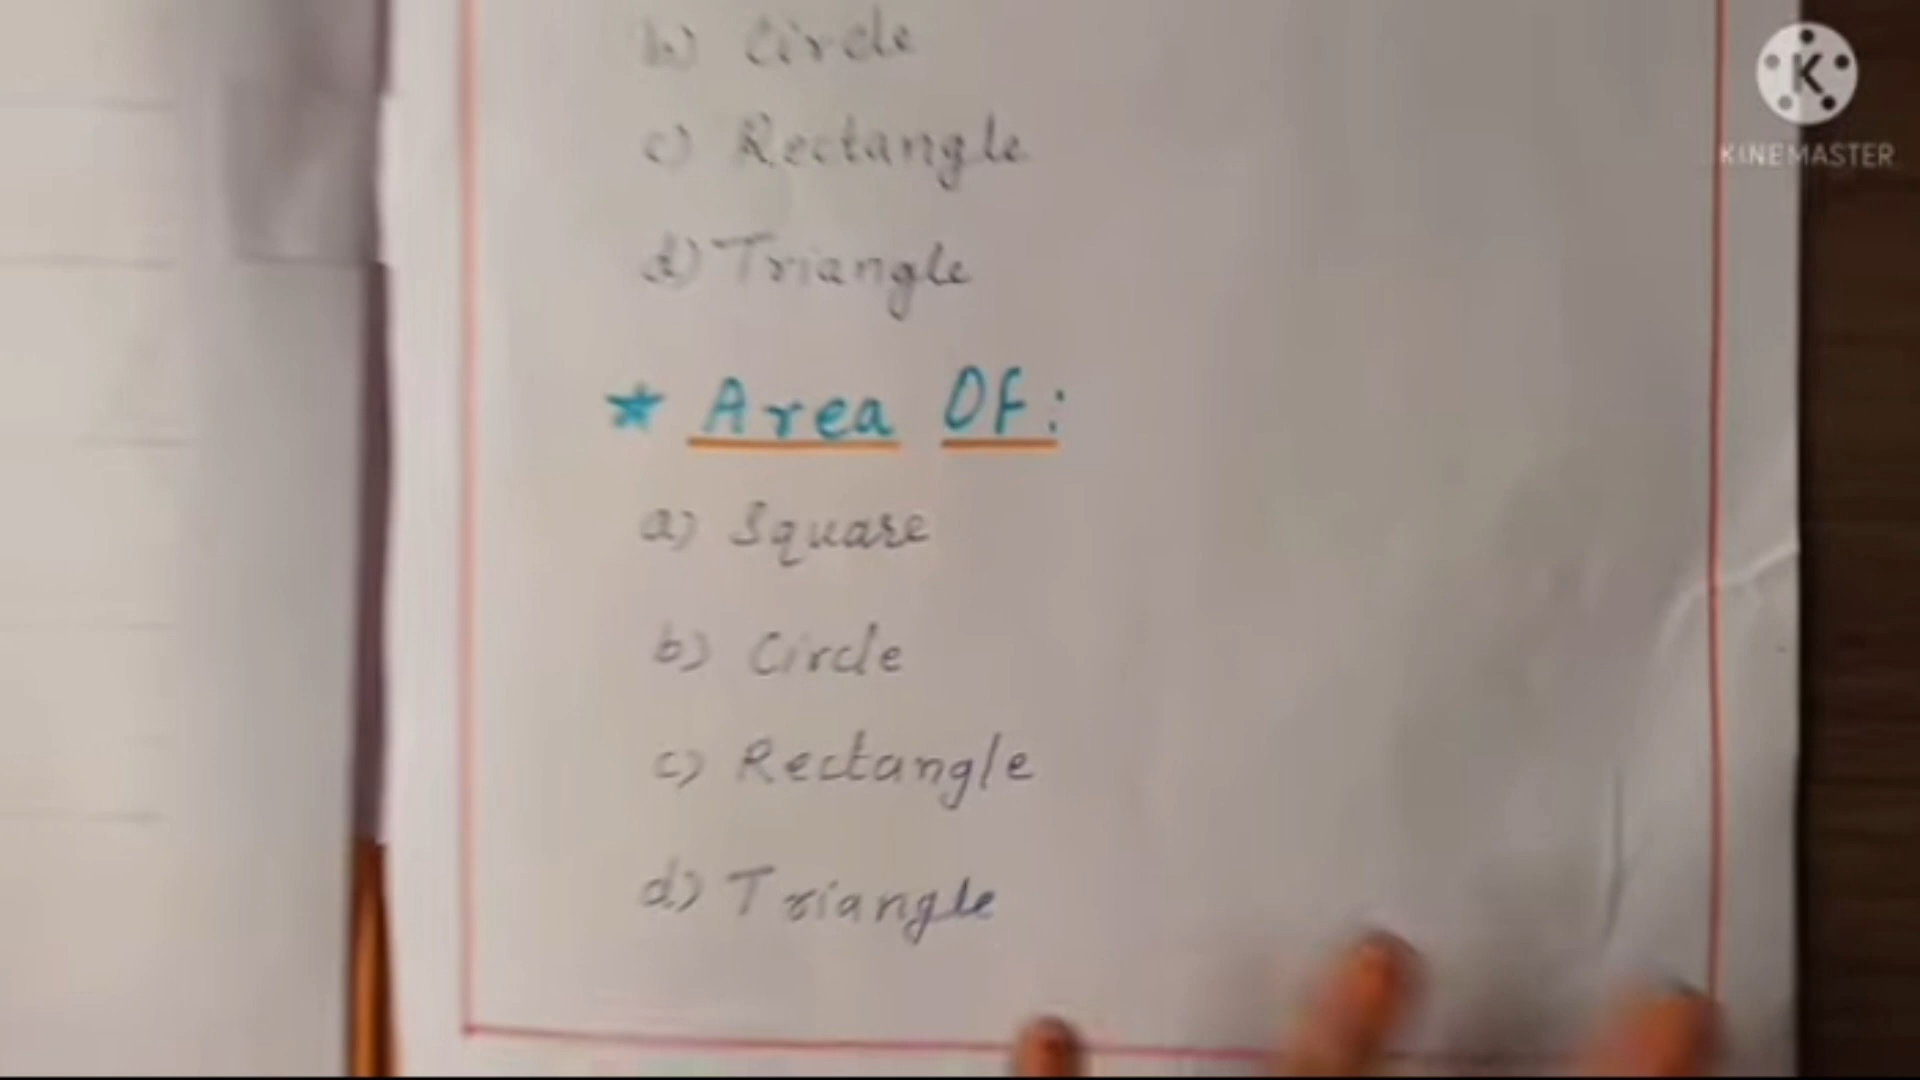 b) Circle
c) Rectangle
d) Triangle
★ Area Of:
a) Square
b) Circle
c) Rectangle
d) Triangle
K
KINEMASTER